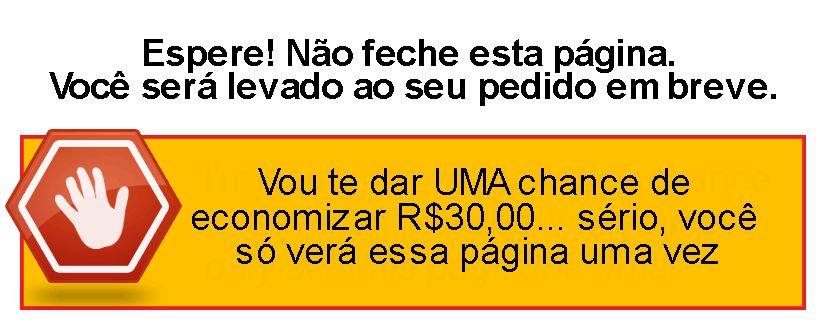 Espere! Não feche esta página.
Você será levado ao seu pedido em breve.
Vou te dar UMA chance de
economizar R$30,00... sério, você
só verá essa página uma vez